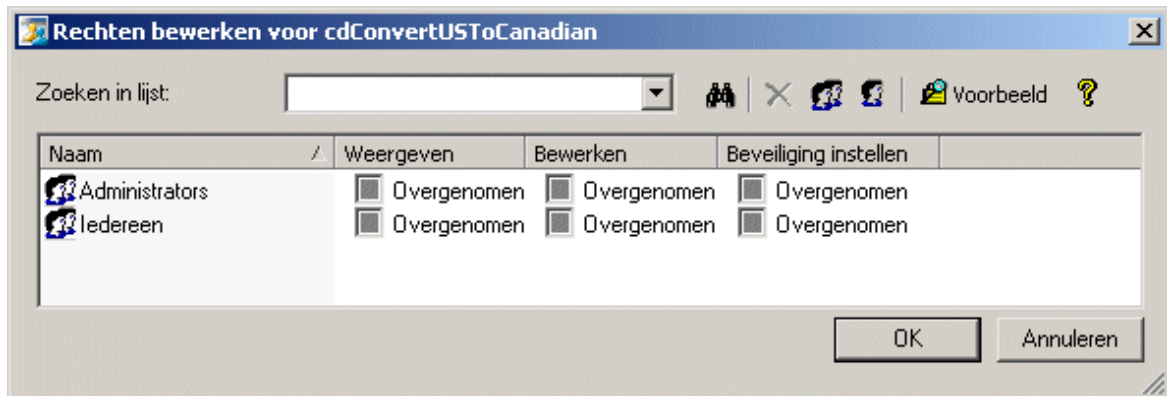 Rechten bewerken voor cdConvertUSToCanadian
Zoeken in lijst: Voorbeeld
Naam Weergeven Bewerken Beveiliging instellen
Administrators Overgenomen Overgenomen Overgenomen
Iedereen Overgenomen Overgenomen Overgenomen
OK Annuleren